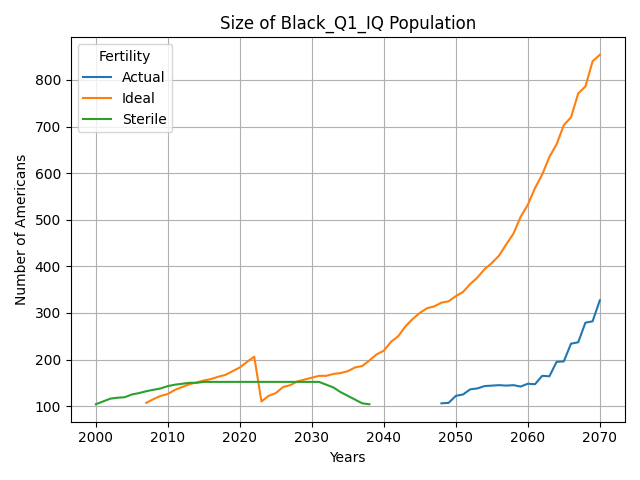 Size of Black_Q1_IQ Population
Fertility
Actual
Ideal
Sterile
Number of Americans
800
700
600
500
400
300
200
100
2000 2010 2020 2030 2040 2050 2060 2070
Years